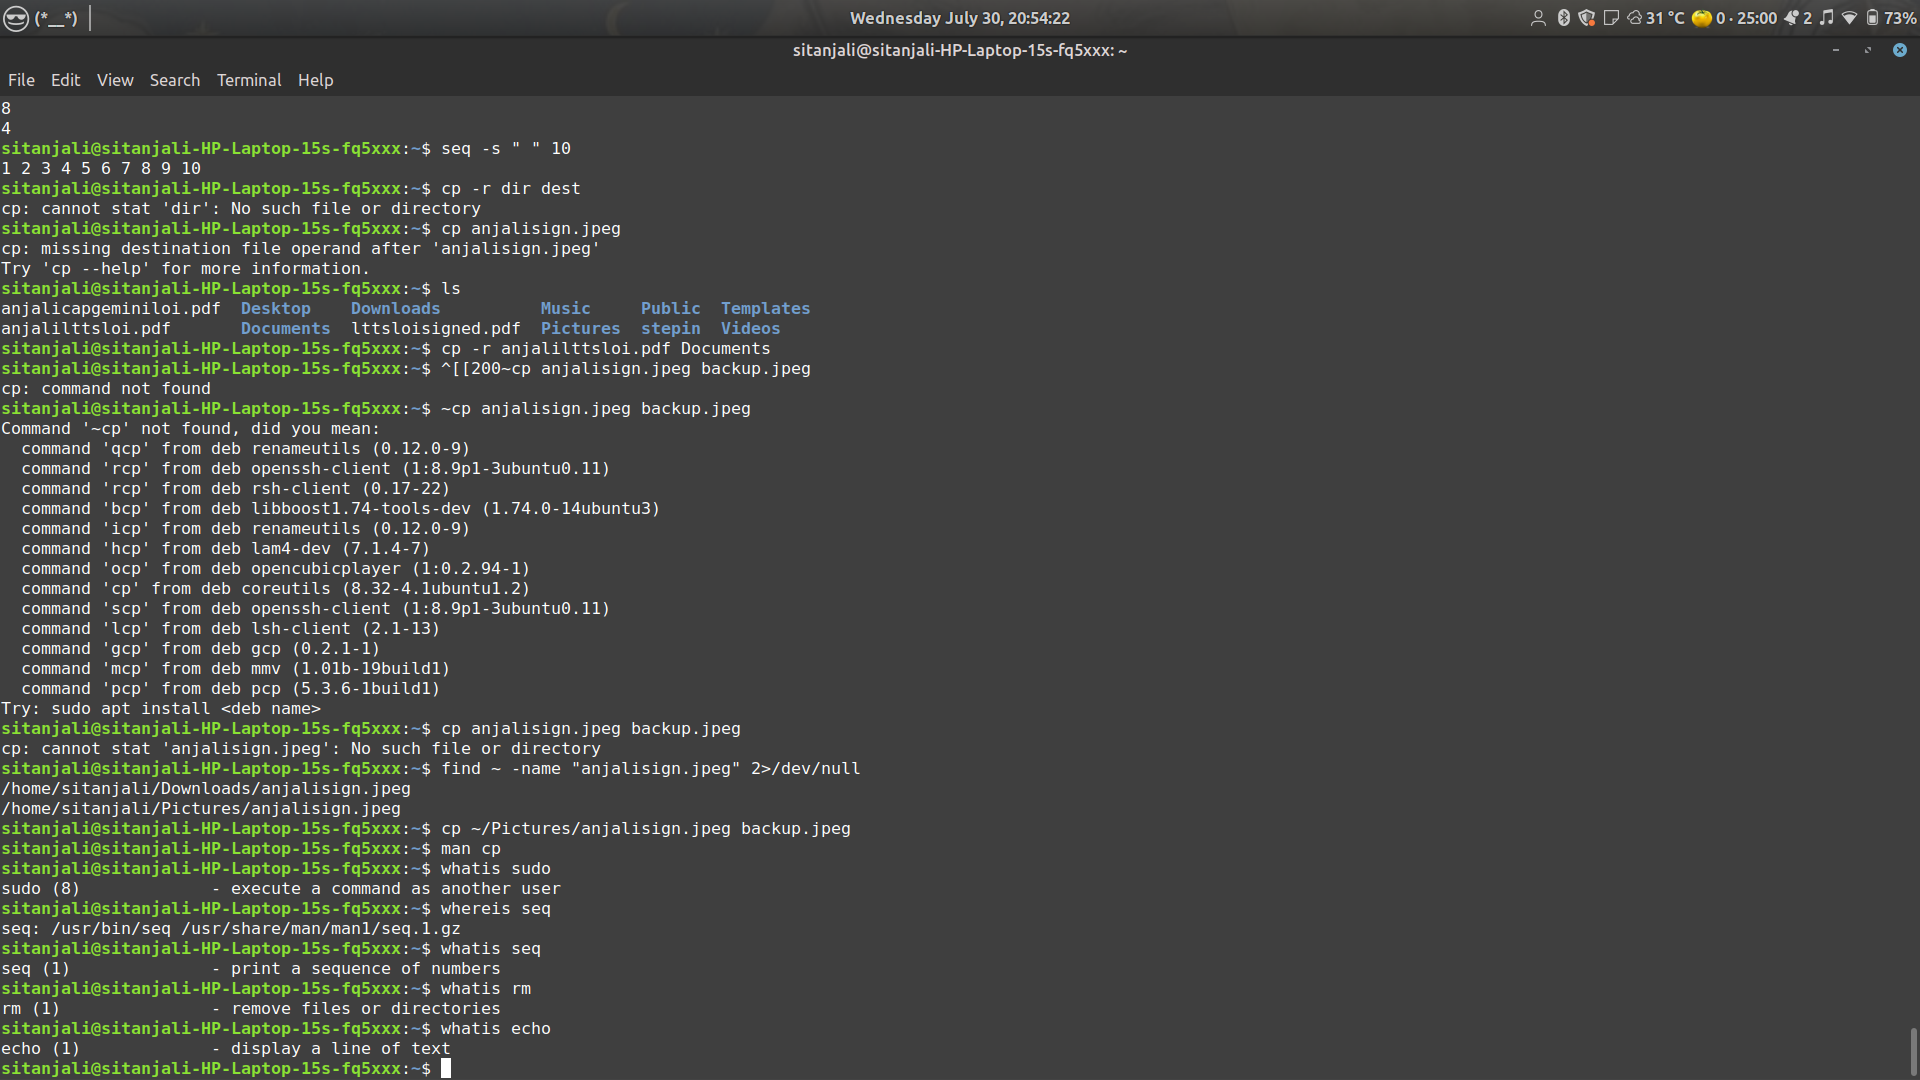 (*__*)
Wednesday July 30, 20:54:22
31 °C 0 · 25:00 2 73%
sitanjali@sitanjali-HP-Laptop-15s-fq5xxx: ~
File Edit View Search Terminal Help
8
4
sitanjali@sitanjali-HP-Laptop-15s-fq5xxx:~$ seq -s " " 10
1 2 3 4 5 6 7 8 9 10
sitanjali@sitanjali-HP-Laptop-15s-fq5xxx:~$ cp -r dir dest
cp: cannot stat 'dir': No such file or directory
sitanjali@sitanjali-HP-Laptop-15s-fq5xxx:~$ cp anjalisign.jpeg
cp: missing destination file operand after 'anjalisign.jpeg'
Try 'cp --help' for more information.
sitanjali@sitanjali-HP-Laptop-15s-fq5xxx:~$ ls
anjalicapgeminiloi.pdf  Desktop    Downloads          Music     Public  Templates
anjalilttsloi.pdf       Documents  lttsloisigned.pdf  Pictures  stepin  Videos
sitanjali@sitanjali-HP-Laptop-15s-fq5xxx:~$ cp -r anjalilttsloi.pdf Documents
sitanjali@sitanjali-HP-Laptop-15s-fq5xxx:~$ ^[[200~cp anjalisign.jpeg backup.jpeg
cp: command not found
sitanjali@sitanjali-HP-Laptop-15s-fq5xxx:~$ ~cp anjalisign.jpeg backup.jpeg
Command '~cp' not found, did you mean:
  command 'qcp' from deb renameutils (0.12.0-9)
  command 'rcp' from deb openssh-client (1:8.9p1-3ubuntu0.11)
  command 'rcp' from deb rsh-client (0.17-22)
  command 'bcp' from deb libboost1.74-tools-dev (1.74.0-14ubuntu3)
  command 'icp' from deb renameutils (0.12.0-9)
  command 'hcp' from deb lam4-dev (7.1.4-7)
  command 'ocp' from deb opencubicplayer (1:0.2.94-1)
  command 'cp' from deb coreutils (8.32-4.1ubuntu1.2)
  command 'scp' from deb openssh-client (1:8.9p1-3ubuntu0.11)
  command 'lcp' from deb lsh-client (2.1-13)
  command 'gcp' from deb gcp (0.2.1-1)
  command 'mcp' from deb mmv (1.01b-19build1)
  command 'pcp' from deb pcp (5.3.6-1build1)
Try: sudo apt install <deb name>
sitanjali@sitanjali-HP-Laptop-15s-fq5xxx:~$ cp anjalisign.jpeg backup.jpeg
cp: cannot stat 'anjalisign.jpeg': No such file or directory
sitanjali@sitanjali-HP-Laptop-15s-fq5xxx:~$ find ~ -name "anjalisign.jpeg" 2>/dev/null
/home/sitanjali/Downloads/anjalisign.jpeg
/home/sitanjali/Pictures/anjalisign.jpeg
sitanjali@sitanjali-HP-Laptop-15s-fq5xxx:~$ cp ~/Pictures/anjalisign.jpeg backup.jpeg
sitanjali@sitanjali-HP-Laptop-15s-fq5xxx:~$ man cp
sitanjali@sitanjali-HP-Laptop-15s-fq5xxx:~$ whatis sudo
sudo (8)             - execute a command as another user
sitanjali@sitanjali-HP-Laptop-15s-fq5xxx:~$ whereis seq
seq: /usr/bin/seq /usr/share/man/man1/seq.1.gz
sitanjali@sitanjali-HP-Laptop-15s-fq5xxx:~$ whatis seq
seq (1)              - print a sequence of numbers
sitanjali@sitanjali-HP-Laptop-15s-fq5xxx:~$ whatis rm
rm (1)               - remove files or directories
sitanjali@sitanjali-HP-Laptop-15s-fq5xxx:~$ whatis echo
echo (1)             - display a line of text
sitanjali@sitanjali-HP-Laptop-15s-fq5xxx:~$